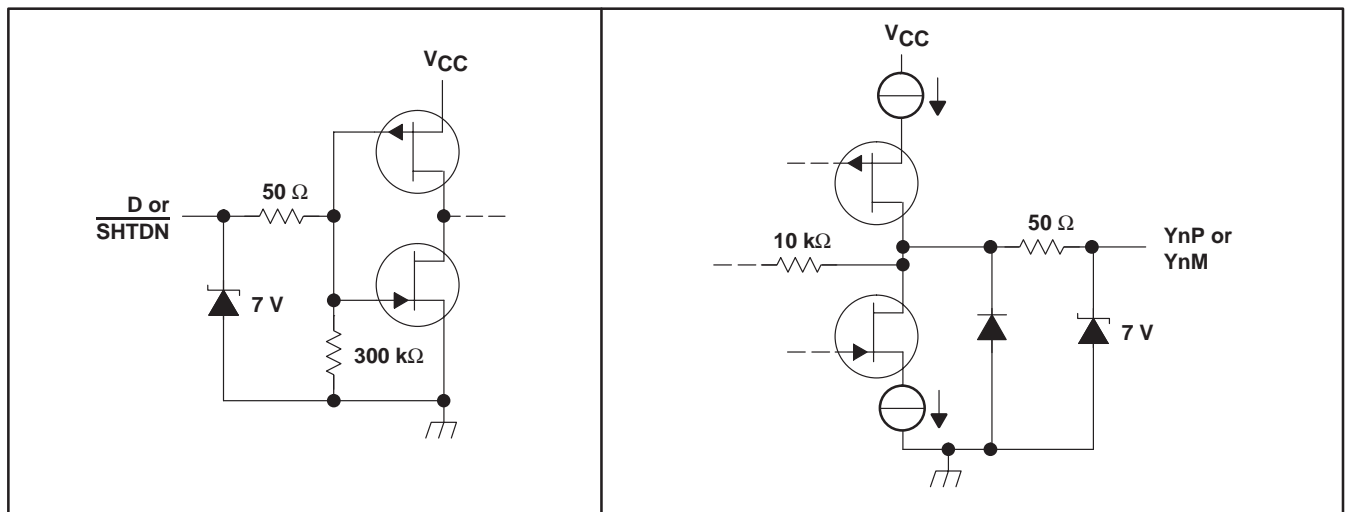 VCC
50 Ω
D or
SHTDN
7 V
300 kΩ
VCC
50 Ω
YnP or
YnM
10 kΩ
7 V